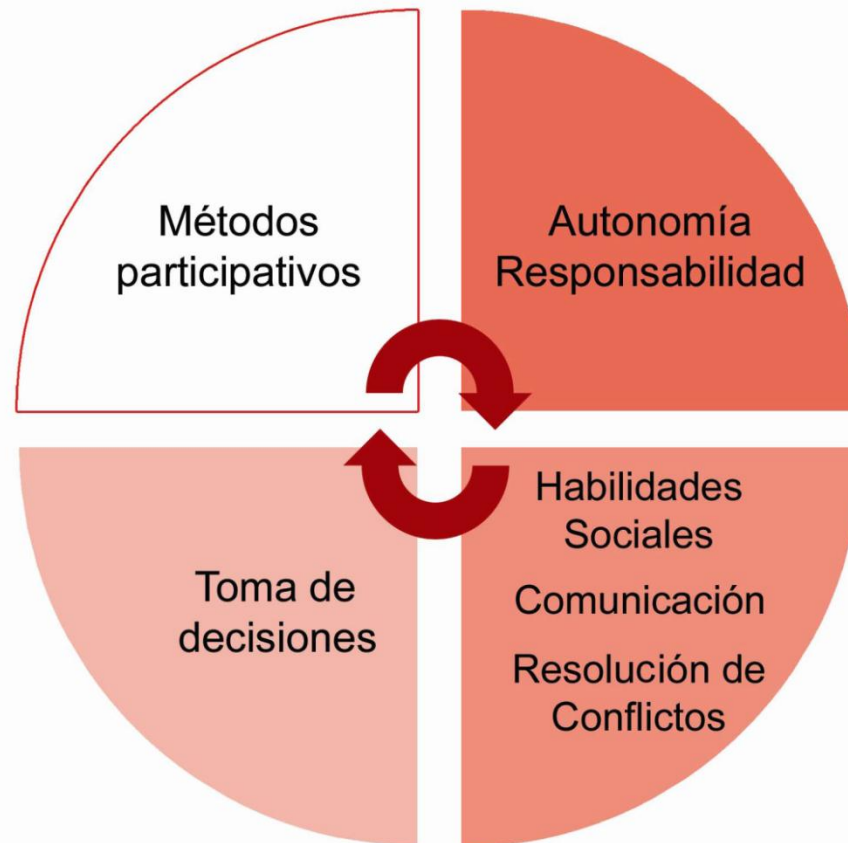 Métodos
participativos
Autonomía
Responsabilidad
Toma de
decisiones
Habilidades
Sociales
Comunicación
Resolución de
Conflictos